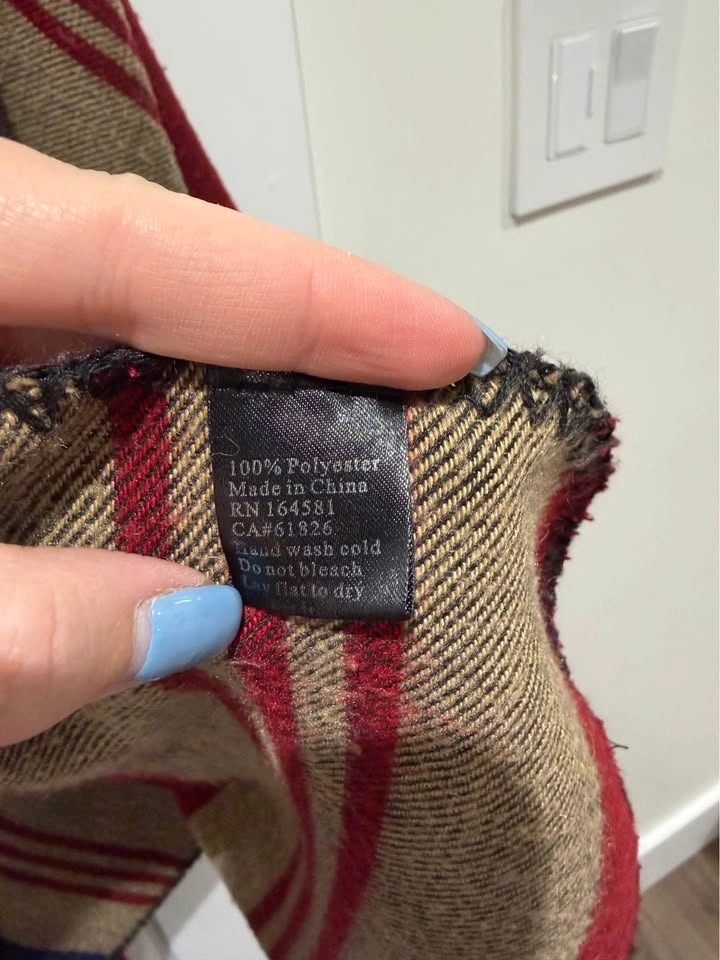 100% Polyester
Made in China
RN 164581
CA#61826
Hand wash cold
Do not bleach
Lay flat to dry